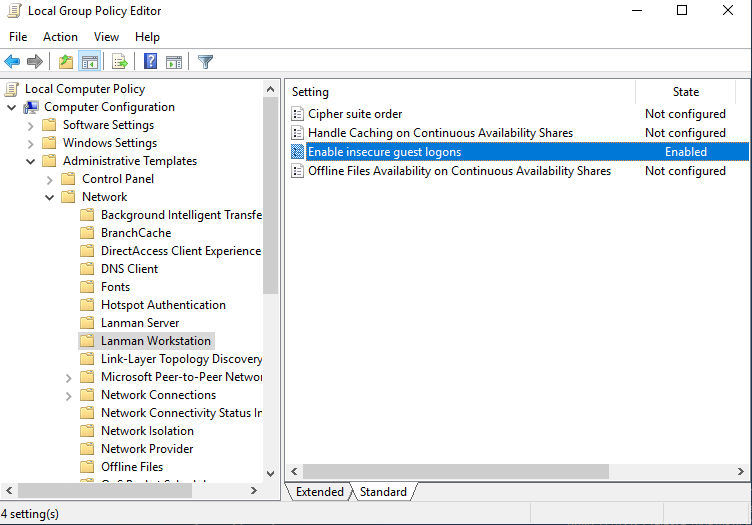 Local Group Policy Editor
File Action View Help
Local Computer Policy
Computer Configuration
Software Settings
Windows Settings
Administrative Templates
Control Panel
Network
Background Intelligent Transfe
BranchCache
DirectAccess Client Experience
DNS Client
Fonts
Hotspot Authentication
Lanman Server
Lanman Workstation
Link-Layer Topology Discovery
Microsoft Peer-to-Peer Networ
Network Connections
Network Connectivity Status In
Network Isolation
Network Provider
Offline Files
Setting State
Cipher suite order Not configured
Handle Caching on Continuous Availability Shares Not configured
Enable insecure guest logons Enabled
Offline Files Availability on Continuous Availability Shares Not configured
Extended Standard
4 setting(s)